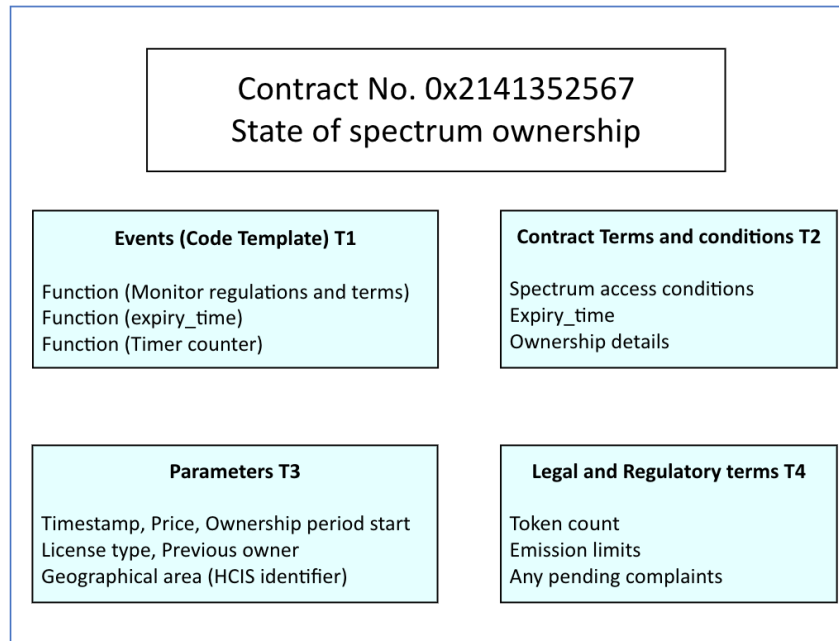 Contract No. 0x2141352567
State of spectrum ownership
Events (Code Template) T1
Function (Monitor regulations and terms)
Function (expiry_time)
Function (Timer counter)
Contract Terms and conditions T2
Spectrum access conditions
Expiry_time
Ownership details
Parameters T3
Timestamp, Price, Ownership period start
License type, Previous owner
Geographical area (HCIS identifier)
Legal and Regulatory terms T4
Token count
Emission limits
Any pending complaints